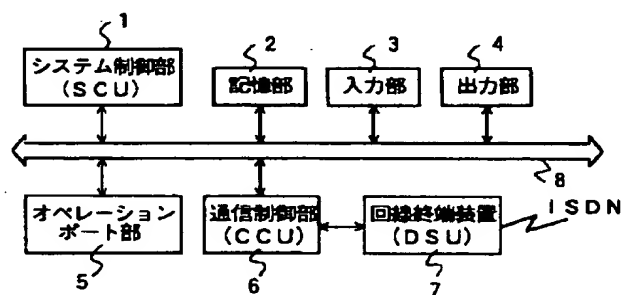 1
システム制御部
(SCU)
2
記憶部
3
入力部
4
出力部
8
オペレーション
ポート部
5
通信制御部
(CCU)
6
回線終端装置
(DSU)
7
ISDN